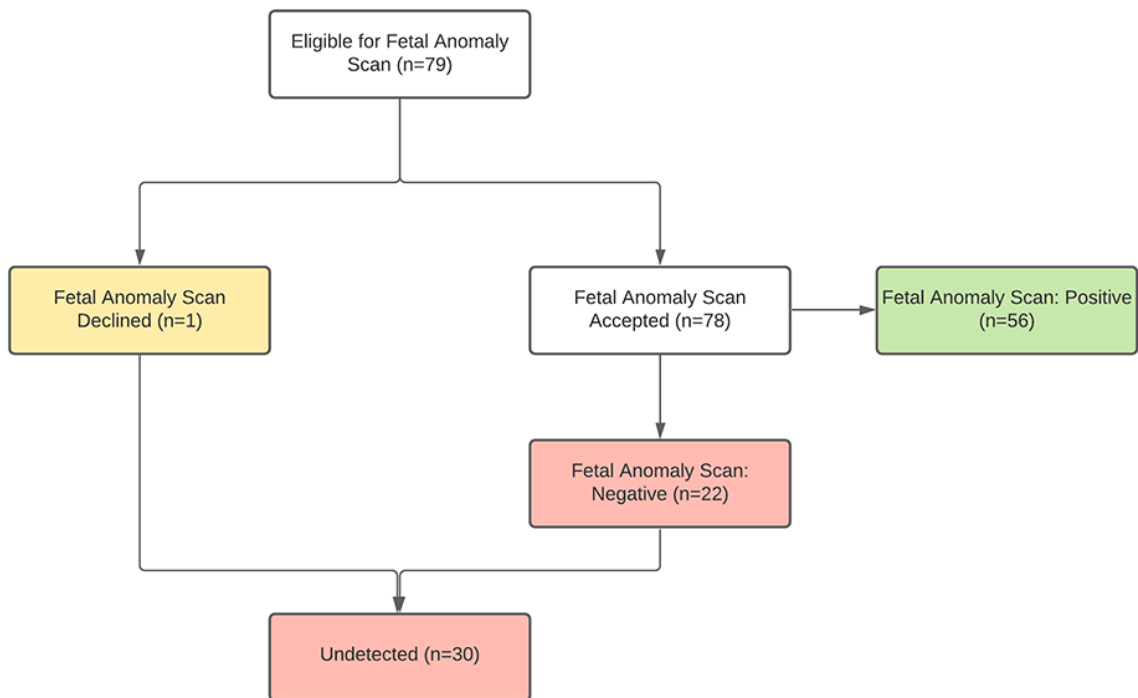 Eligible for Fetal Anomaly
Scan (n=79)
Fetal Anomaly Scan
Declined (n=1)
Fetal Anomaly Scan
Accepted (n=78)
Fetal Anomaly Scan: Positive
(n=56)
Fetal Anomaly Scan:
Negative (n=22)
Undetected (n=30)